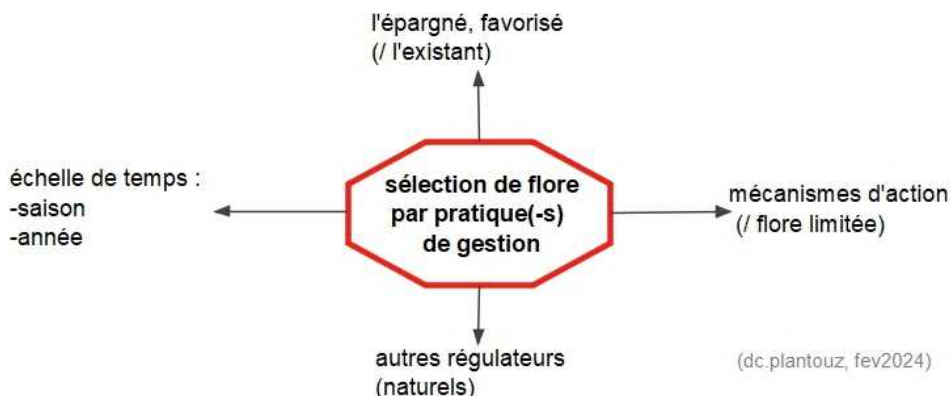 l'épargné, favorisé
(/ l'existant)
échelle de temps :
-saison
-année
sélection de flore
par pratique(-s)
de gestion
mécanismes d'action
(/ flore limitée)
autres régulateurs
(naturels)
(dc.plantouz, fev2024)